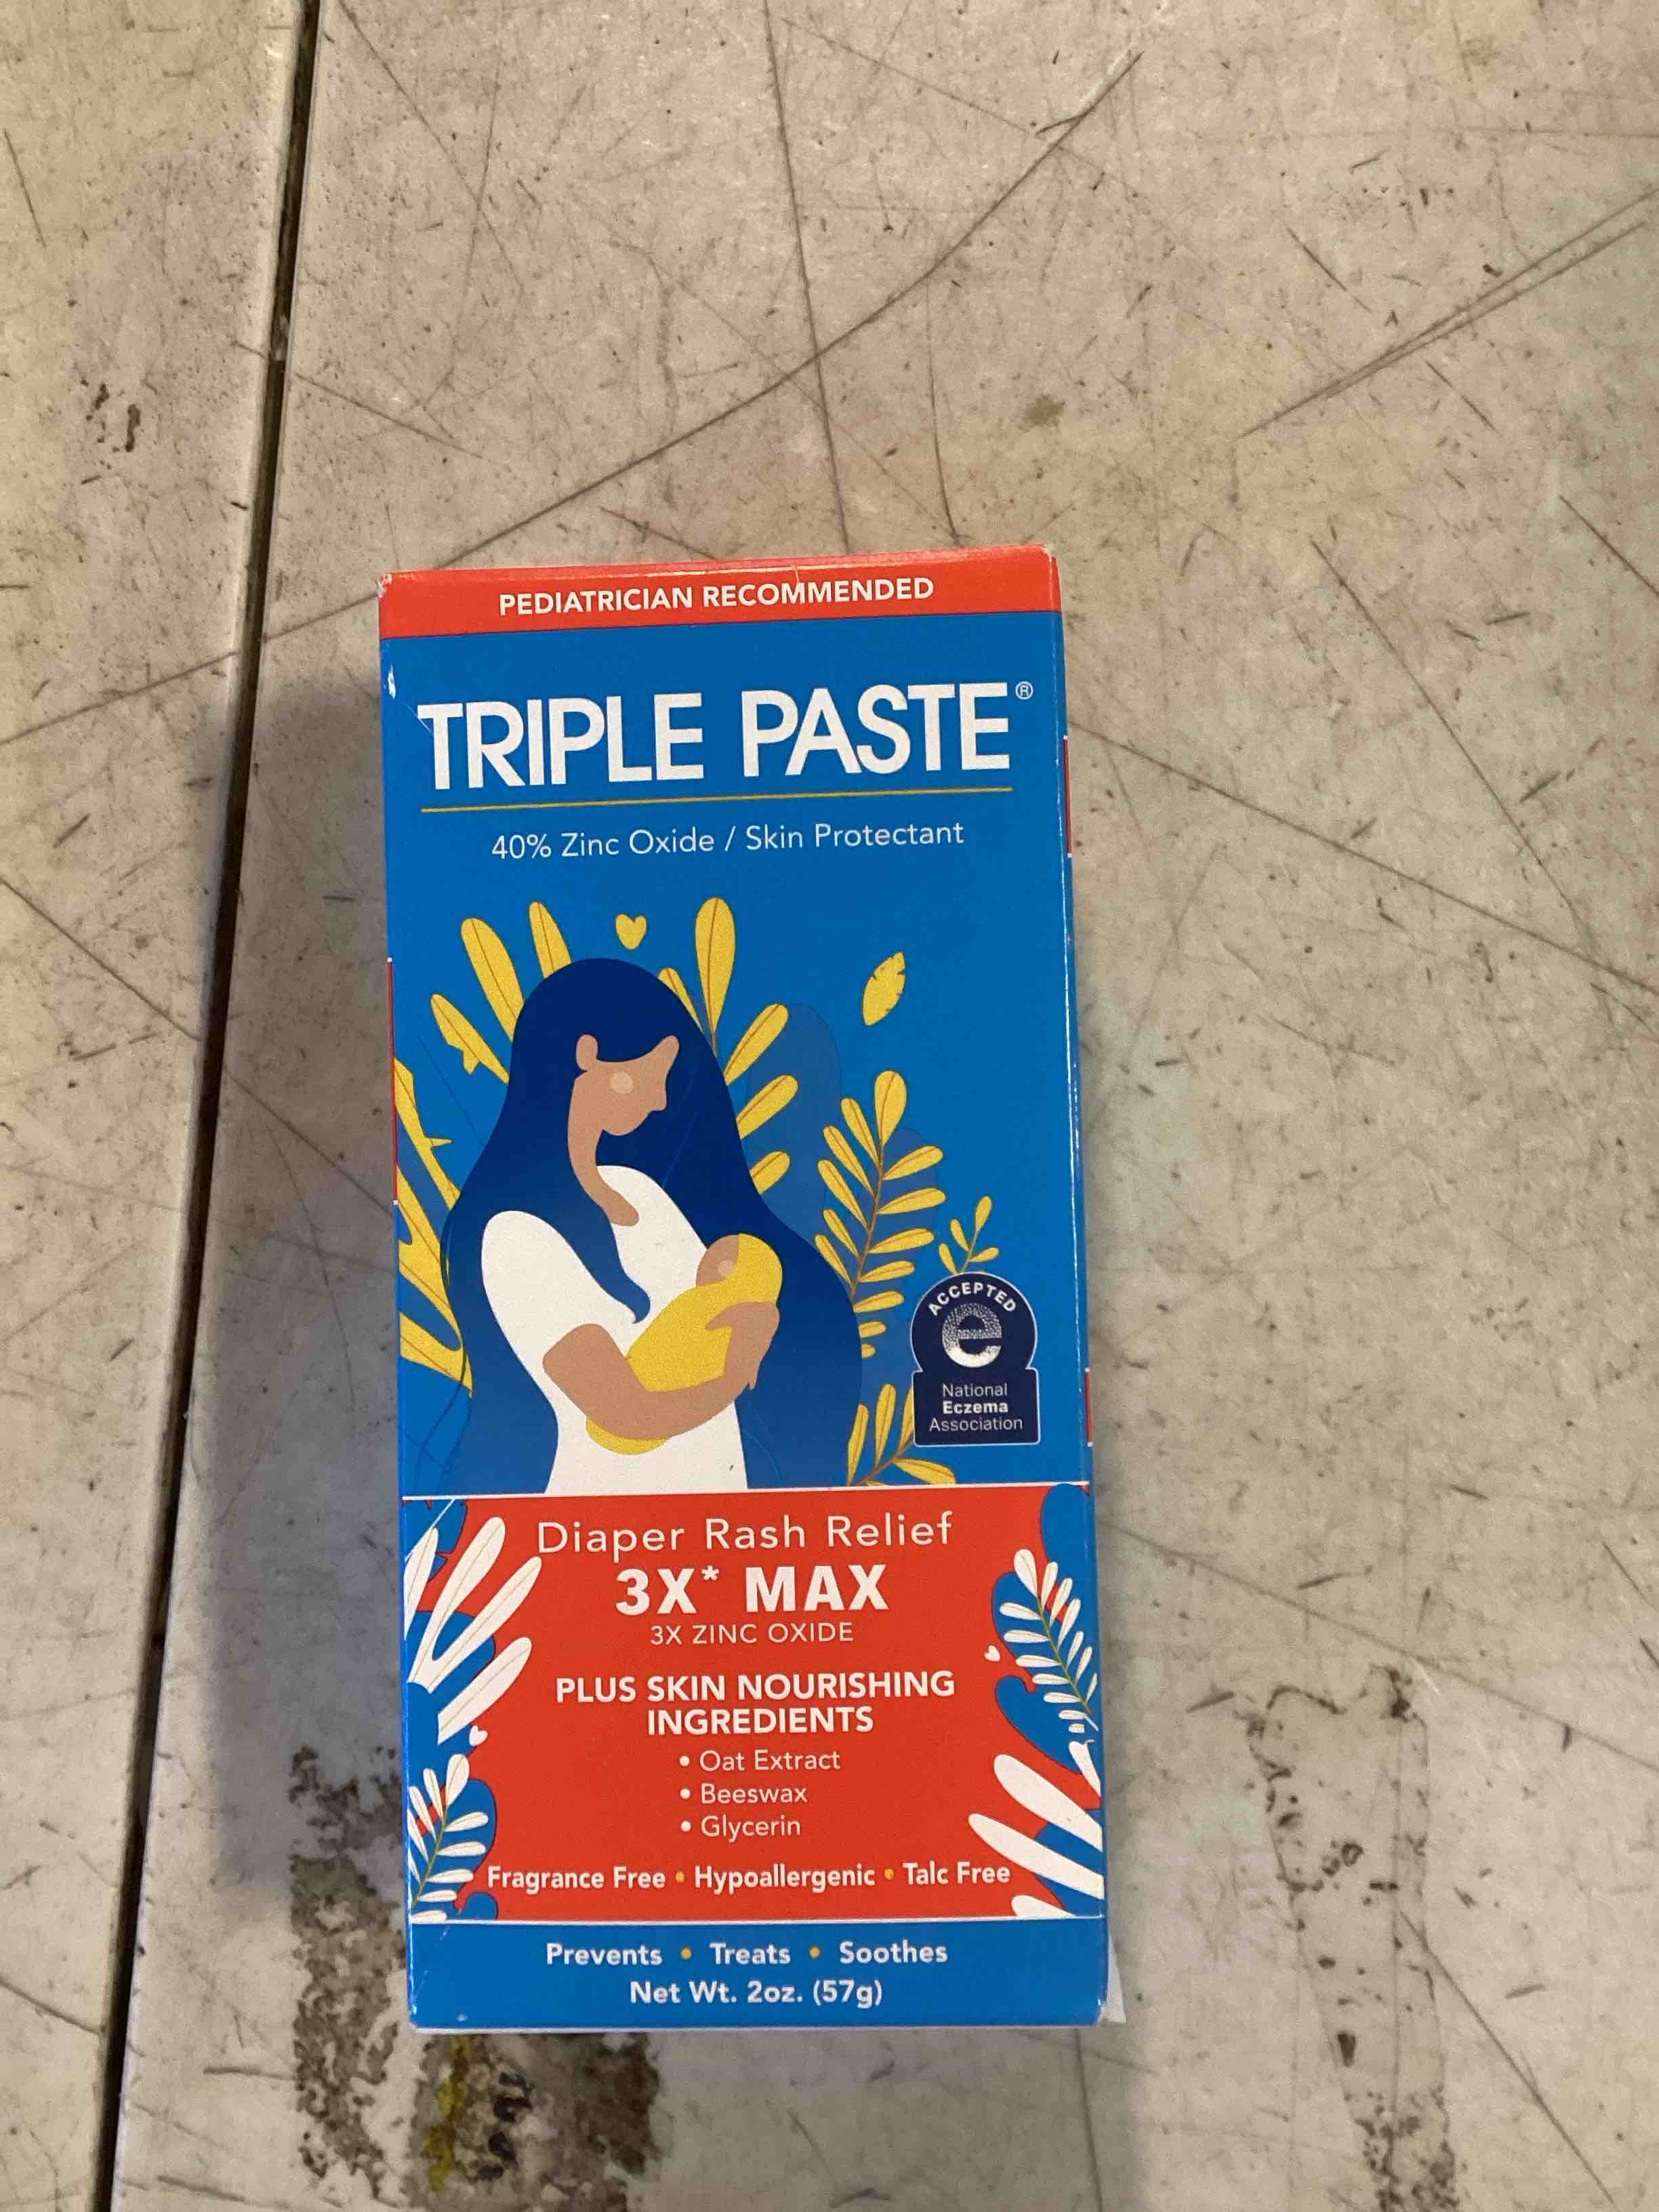 PEDIATRICIAN RECOMMENDED
TRIPLE PASTE®
40% Zinc Oxide / Skin Protectant
ACCEPTED
e
National
Eczema
Association
Diaper Rash Relief
3X* MAX
3X ZINC OXIDE
PLUS SKIN NOURISHING
INGREDIENTS
• Oat Extract
• Beeswax
• Glycerin
Fragrance Free • Hypoallergenic • Talc Free
Prevents • Treats • Soothes
Net Wt. 2oz. (57g)